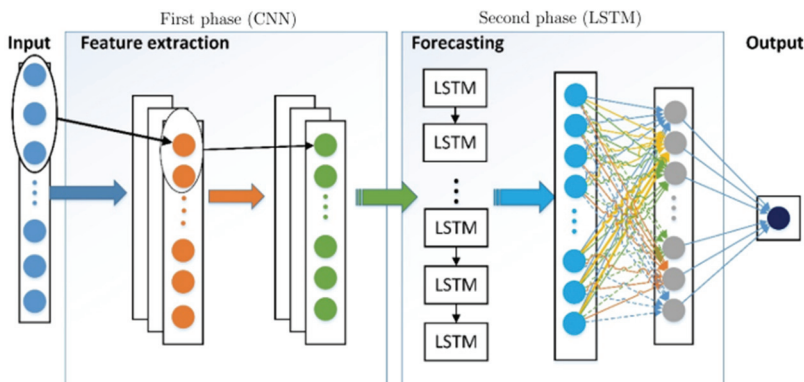 First phase (CNN)
Second phase (LSTM)
Input
Feature extraction
Forecasting
Output
LSTM
LSTM
LSTM
LSTM
LSTM